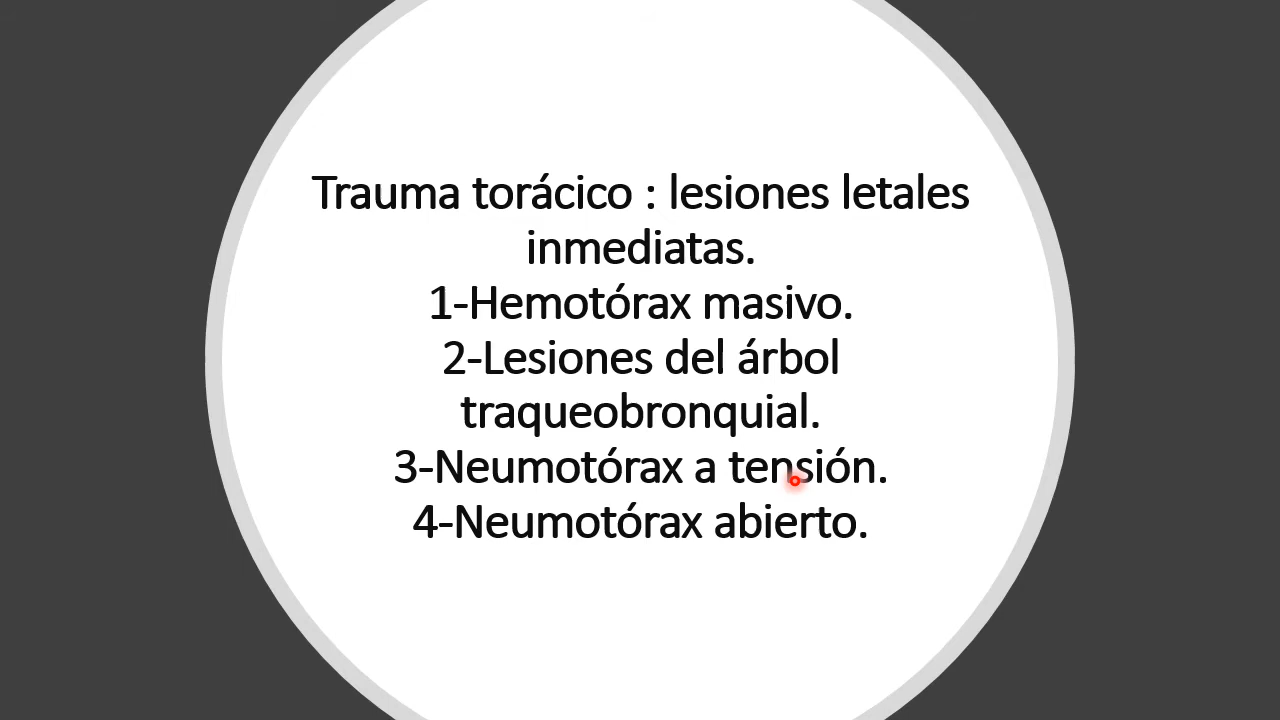 Trauma torácico : lesiones letales
inmediatas.
1-Hemotórax masivo.
2-Lesiones del árbol
traqueobronquial.
3-Neumotórax a tensión.
4-Neumotórax abierto.